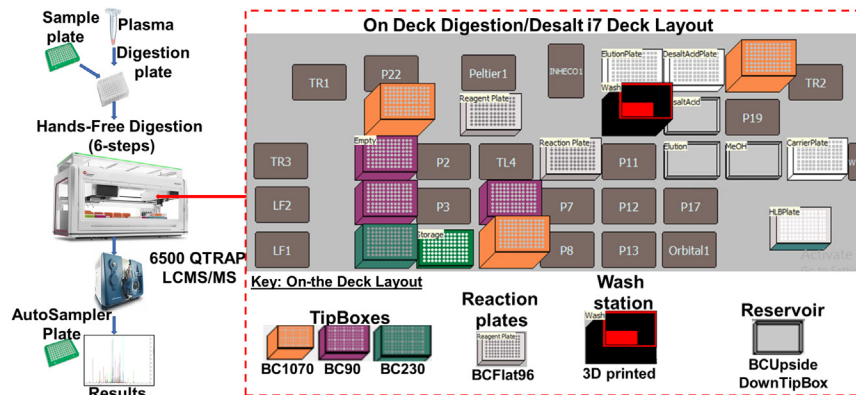 Sample
plate
Plasma
Digestion
plate
Hands-Free Digestion
(6-steps)
6500 QTRAP
LCMS/MS
AutoSampler
Plate
Results
On Deck Digestion/Desalt i7 Deck Layout
TR1
P22
Peltier1
INHECO1
ElutionPlate
DesaltAcidPlate
TR2
Reagent Plate
Wash
esaltAcid
P19
Empty
TR3
P2
TL4
Reaction Plate
P11
Elution
MeOH
CarrierPlate
W
LF2
P3
P7
P12
P17
HLBPlate
LF1
Storage
P8
P13
Orbital1
Activate
Key: On-the Deck Layout
TipBoxes
BC1070
BC90
BC230
Reaction
plates
Reagent Plate
BCFlat96
Wash
station
Wash
3D printed
Reservoir
BCUpside
DownTipBox